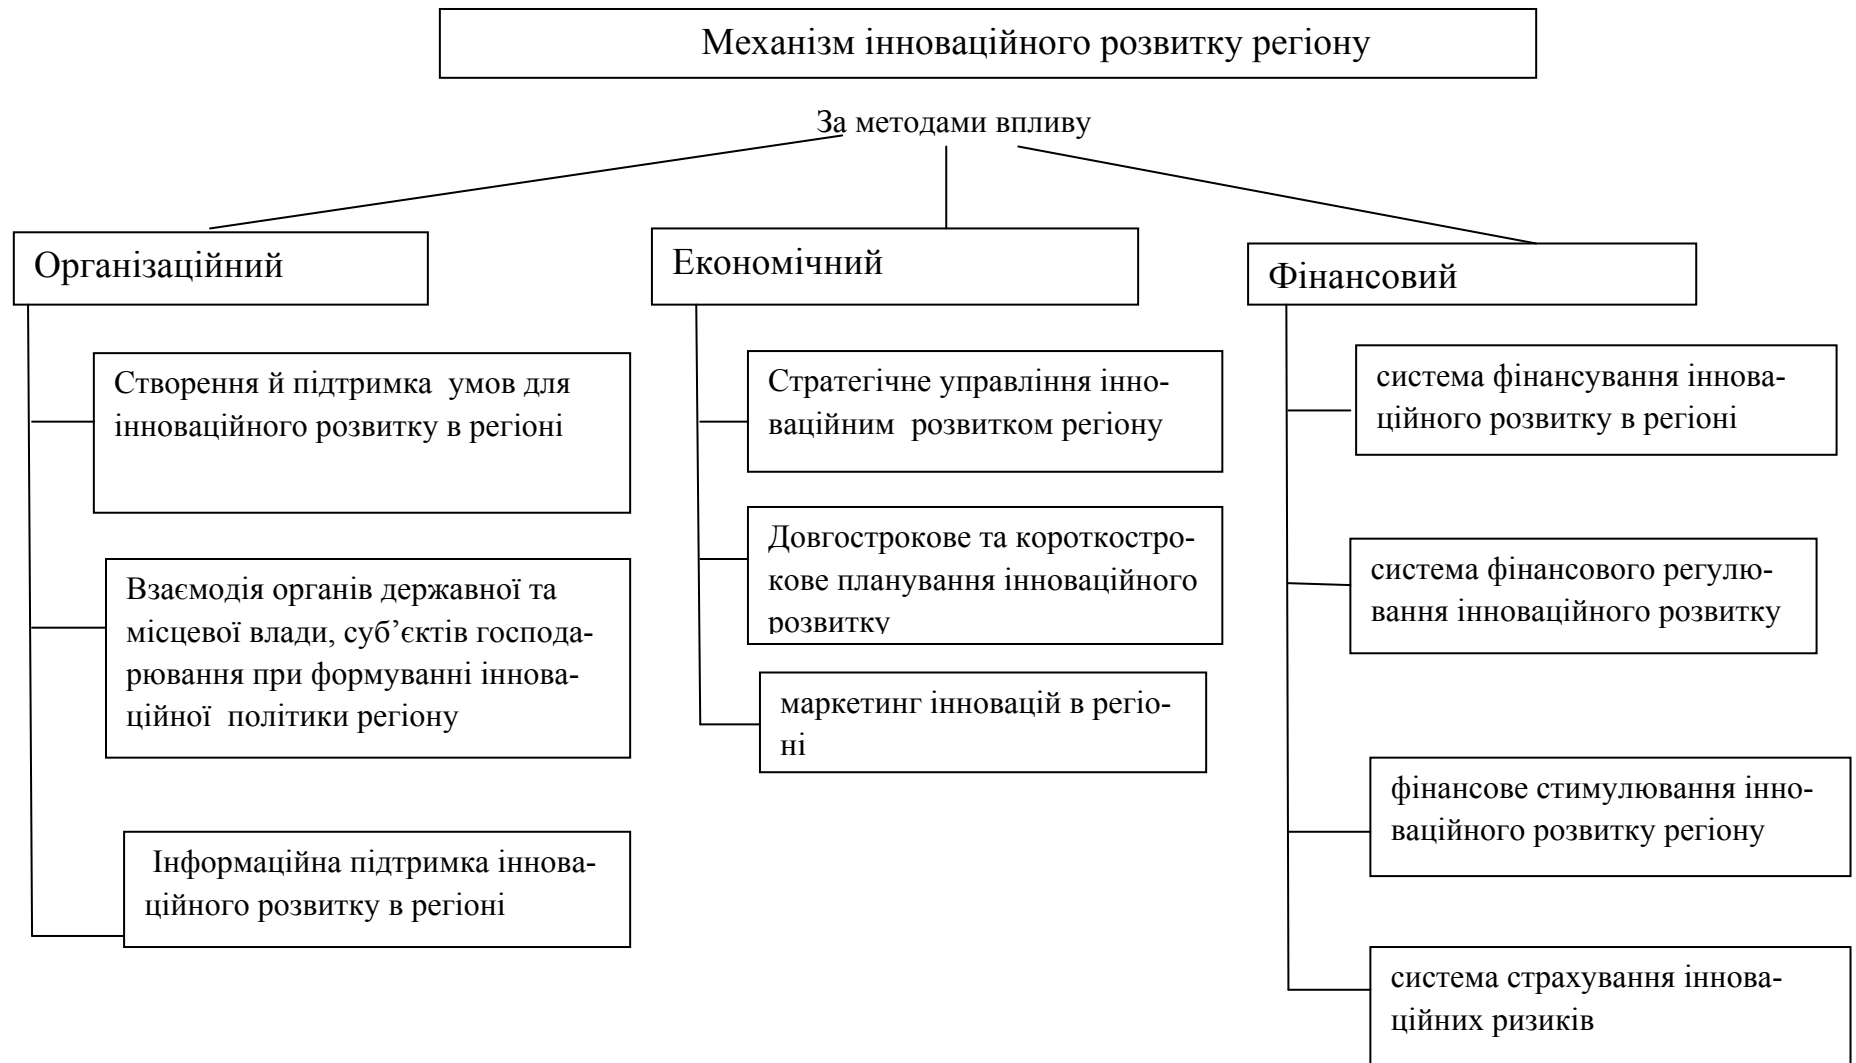 Механізм інноваційного розвитку регіону
За методами впливу
Організаційний
Створення й підтримка умов для
інноваційного розвитку в регіоні
Взаємодія органів державної та
місцевої влади, суб’єктів господа-
рювання при формуванні іннова-
ційної політики регіону
Інформаційна підтримка іннова-
ційного розвитку в регіоні
Економічний
Стратегічне управління інно-
ваційним розвитком регіону
Довгострокове та короткостро-
кове планування інноваційного
розвитку
маркетинг інновацій в регіо-
ні
Фінансовий
система фінансування іннова-
ційного розвитку в регіоні
система фінансового регулю-
вання інноваційного розвитку
фінансове стимулювання інно-
ваційного розвитку регіону
система страхування іннова-
ційних ризиків